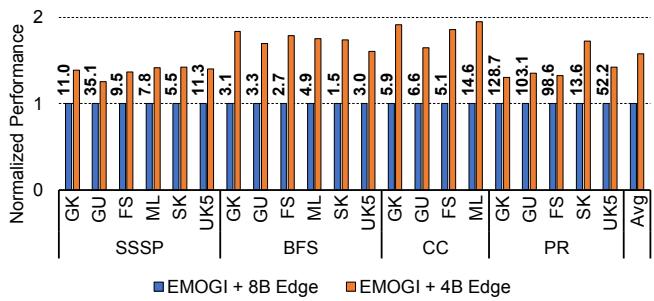 Normalized Performance
2
1
0
11.0 35.1 9.5 7.8 5.5 11.3 3.1 3.3 2.7 4.9 1.5 3.0 5.9 6.6 5.1 14.6 128.7 103.1 98.6 13.6 52.2
GK GU FS ML SK UK5 GK GU FS ML SK UK5 GK GU FS ML GK GU FS SK UK5 Avg
SSSP BFS CC PR
EMOGI + 8B Edge EMOGI + 4B Edge